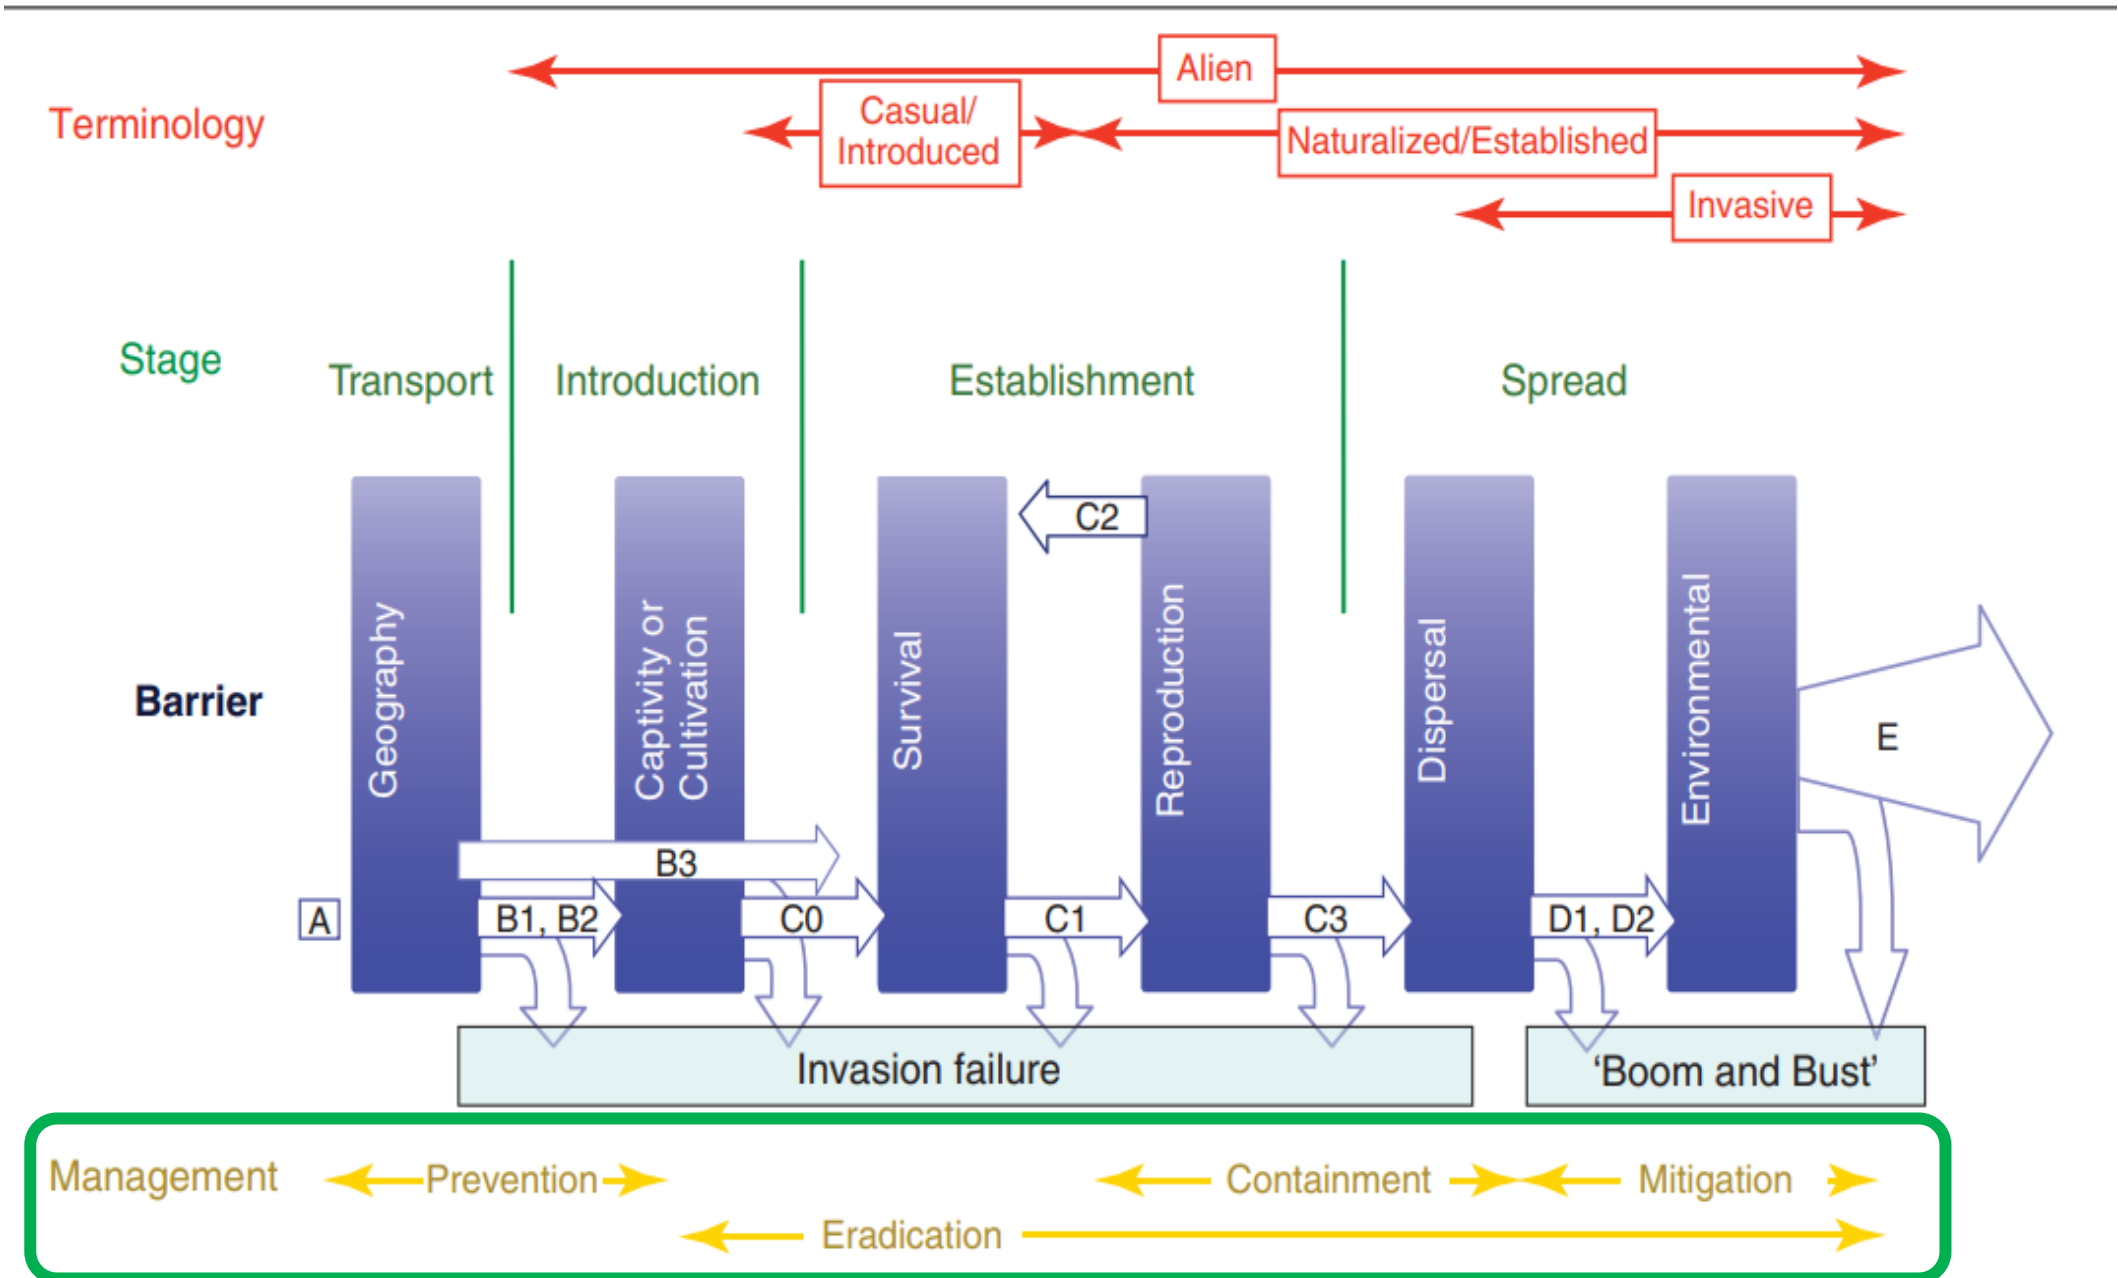 Alien
Terminology
Casual/
Introduced
Naturalized/Established
Invasive
Stage
Transport
Introduction
Establishment
Spread
Barrier
Geography
Captivity or
Cultivation
Survival
Reproduction
Dispersal
Environmental
C2
E
B3
A
B1, B2
C0
C1
C3
D1, D2
Invasion failure
‘Boom and Bust’
Management
Prevention
Containment
Mitigation
Eradication